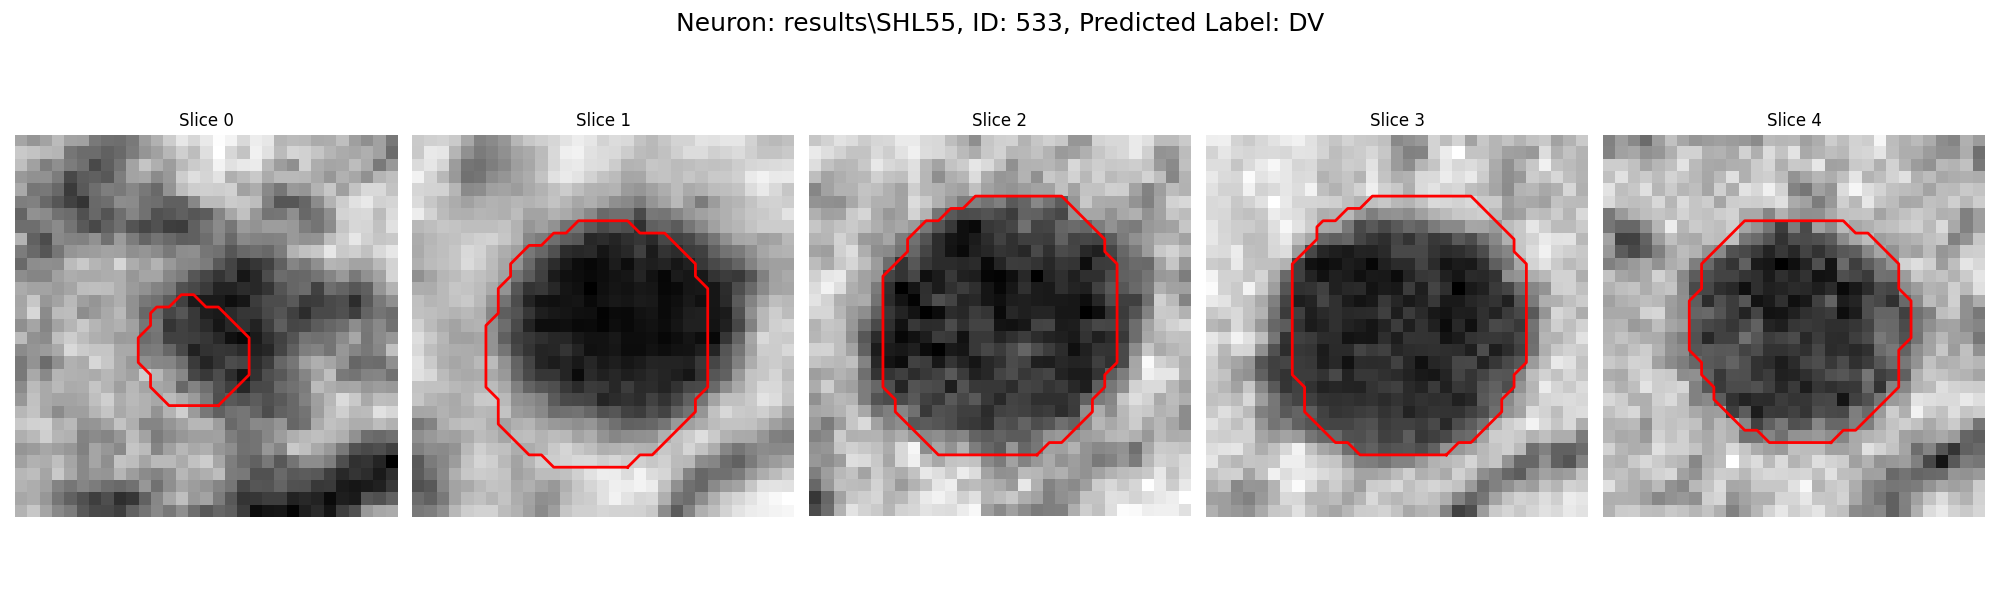 Neuron: results\SHL55, ID: 533, Predicted Label: DV
Slice 0
Slice 1
Slice 2
Slice 3
Slice 4